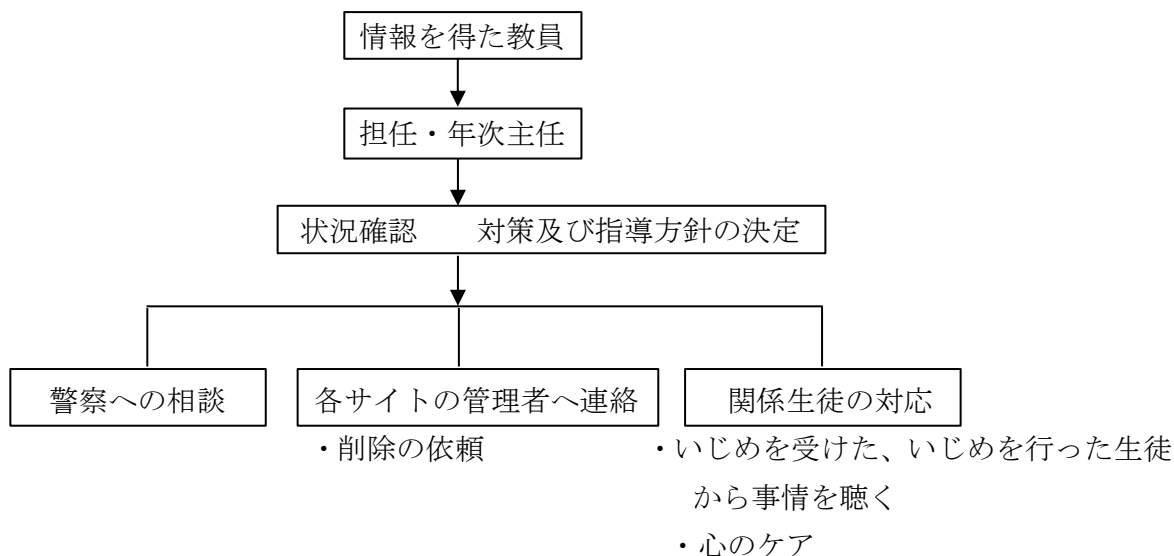 情報を得た教員
担任・年次主任
状況確認　　対策及び指導方針の決定
警察への相談
各サイトの管理者へ連絡
・削除の依頼
関係生徒の対応
・いじめを受けた、いじめを行った生徒
から事情を聴く
・心のケア